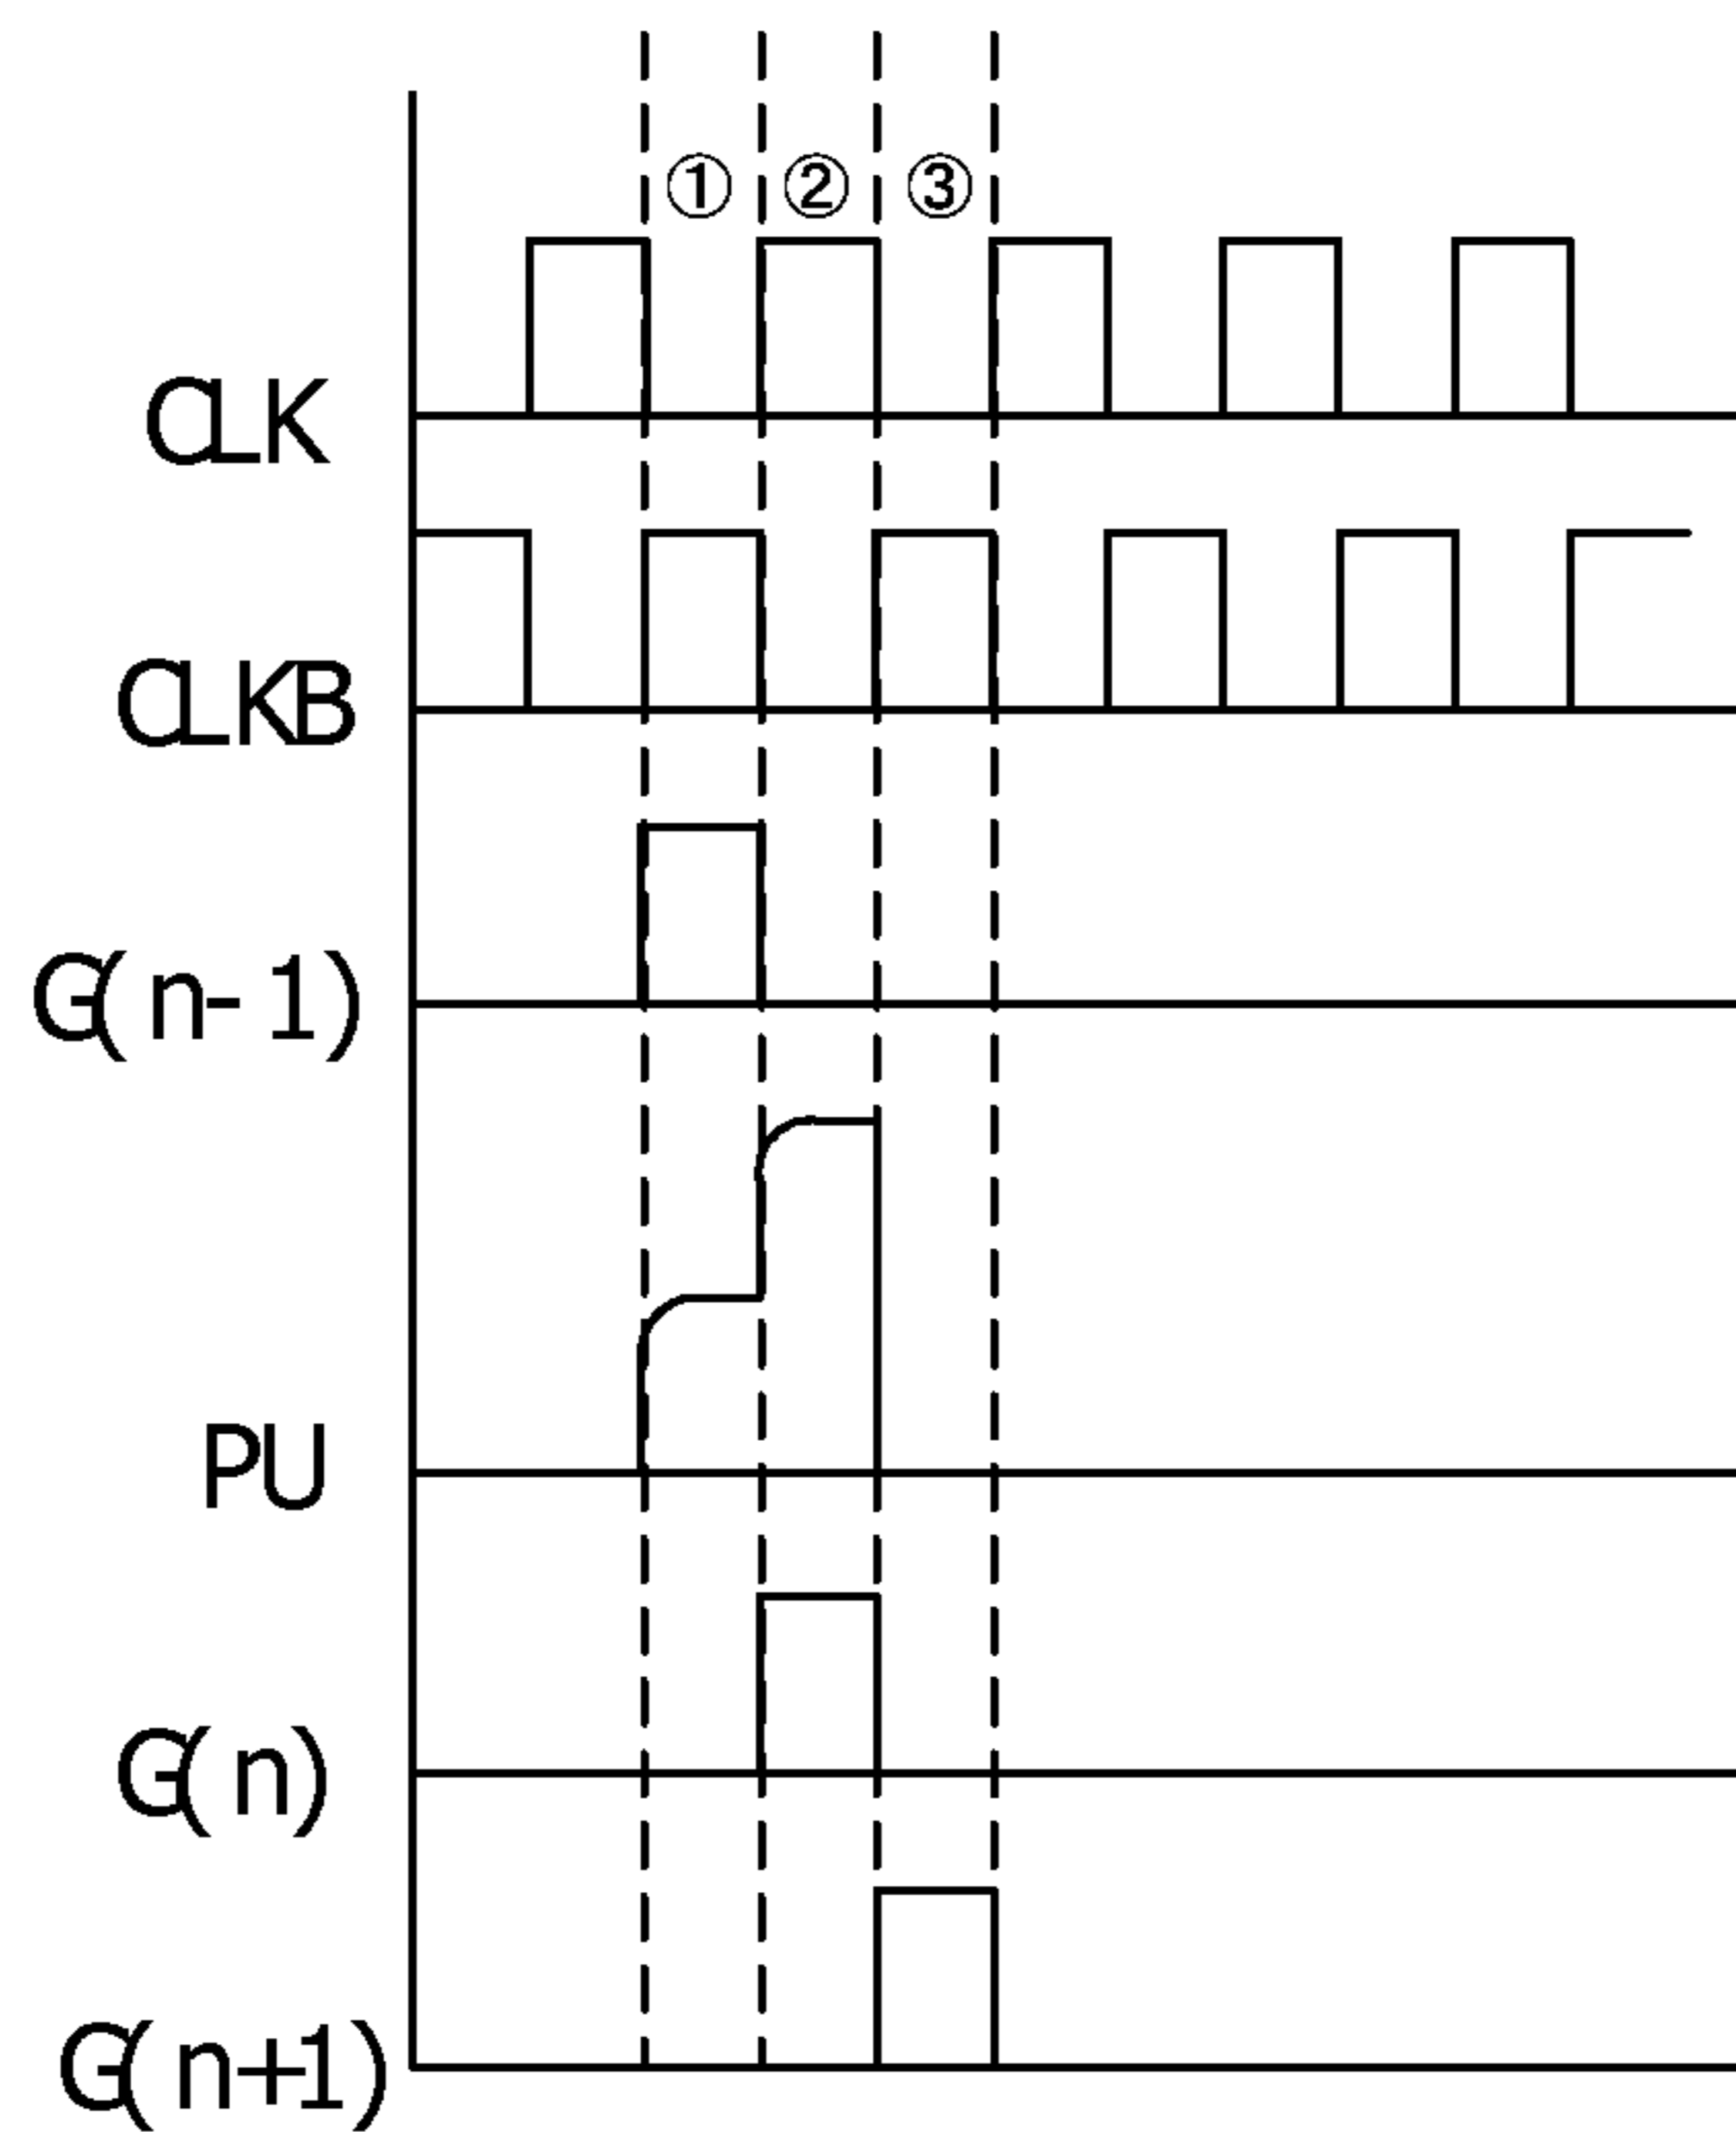 ① ② ③
CLK
CLKB
G(n-1)
PU
G(n)
G(n+1)